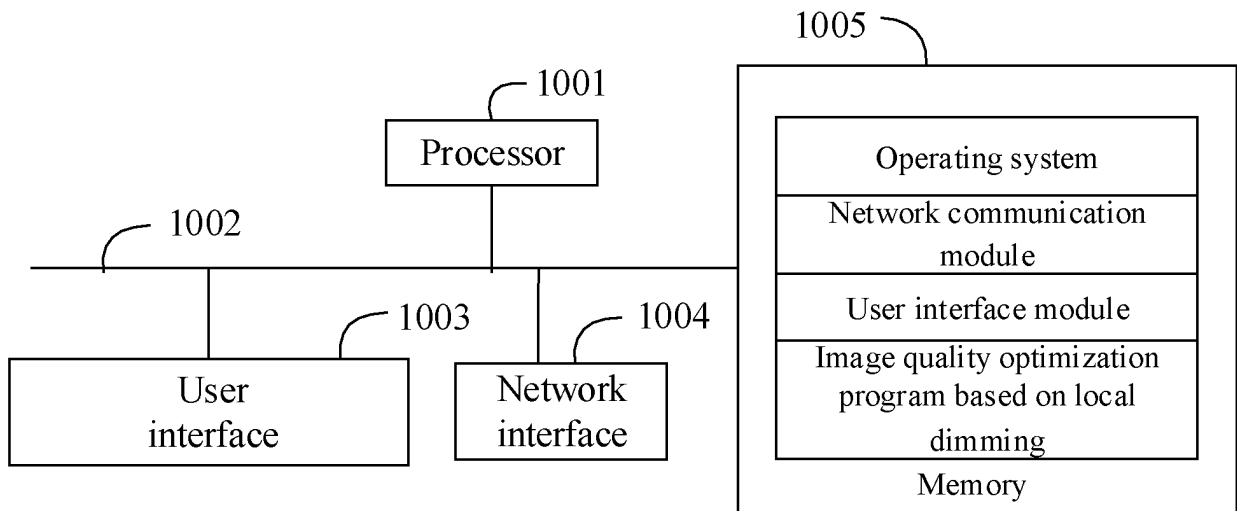 1005
1001
Processor
1002
1003
User
interface
1004
Network
interface
Operating system
Network communication
module
User interface module
Image quality optimization
program based on local
dimming
Memory